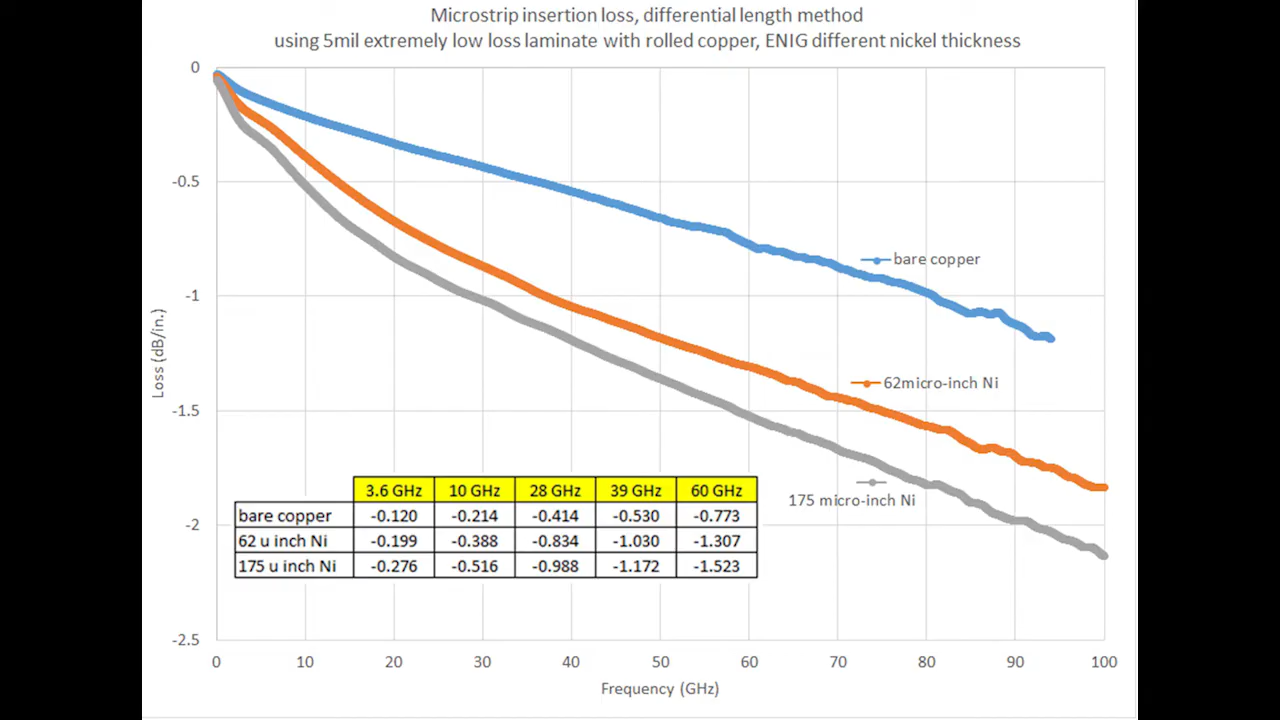 Microstrip insertion loss, differential length method
using 5mil extremely low loss laminate with rolled copper, ENIG different nickel thickness
0
-0.5
-1
-1.5
-2
-2.5
Loss (dB/in.)
bare copper
62micro-inch Ni
175 micro-inch Ni
3.6 GHz 10 GHz 28 GHz 39 GHz 60 GHz
bare copper -0.120 -0.214 -0.414 -0.530 -0.773
62 u inch Ni -0.199 -0.388 -0.834 -1.030 -1.307
175 u inch Ni -0.276 -0.516 -0.988 -1.172 -1.523
0 10 20 30 40 50 60 70 80 90 100
Frequency (GHz)